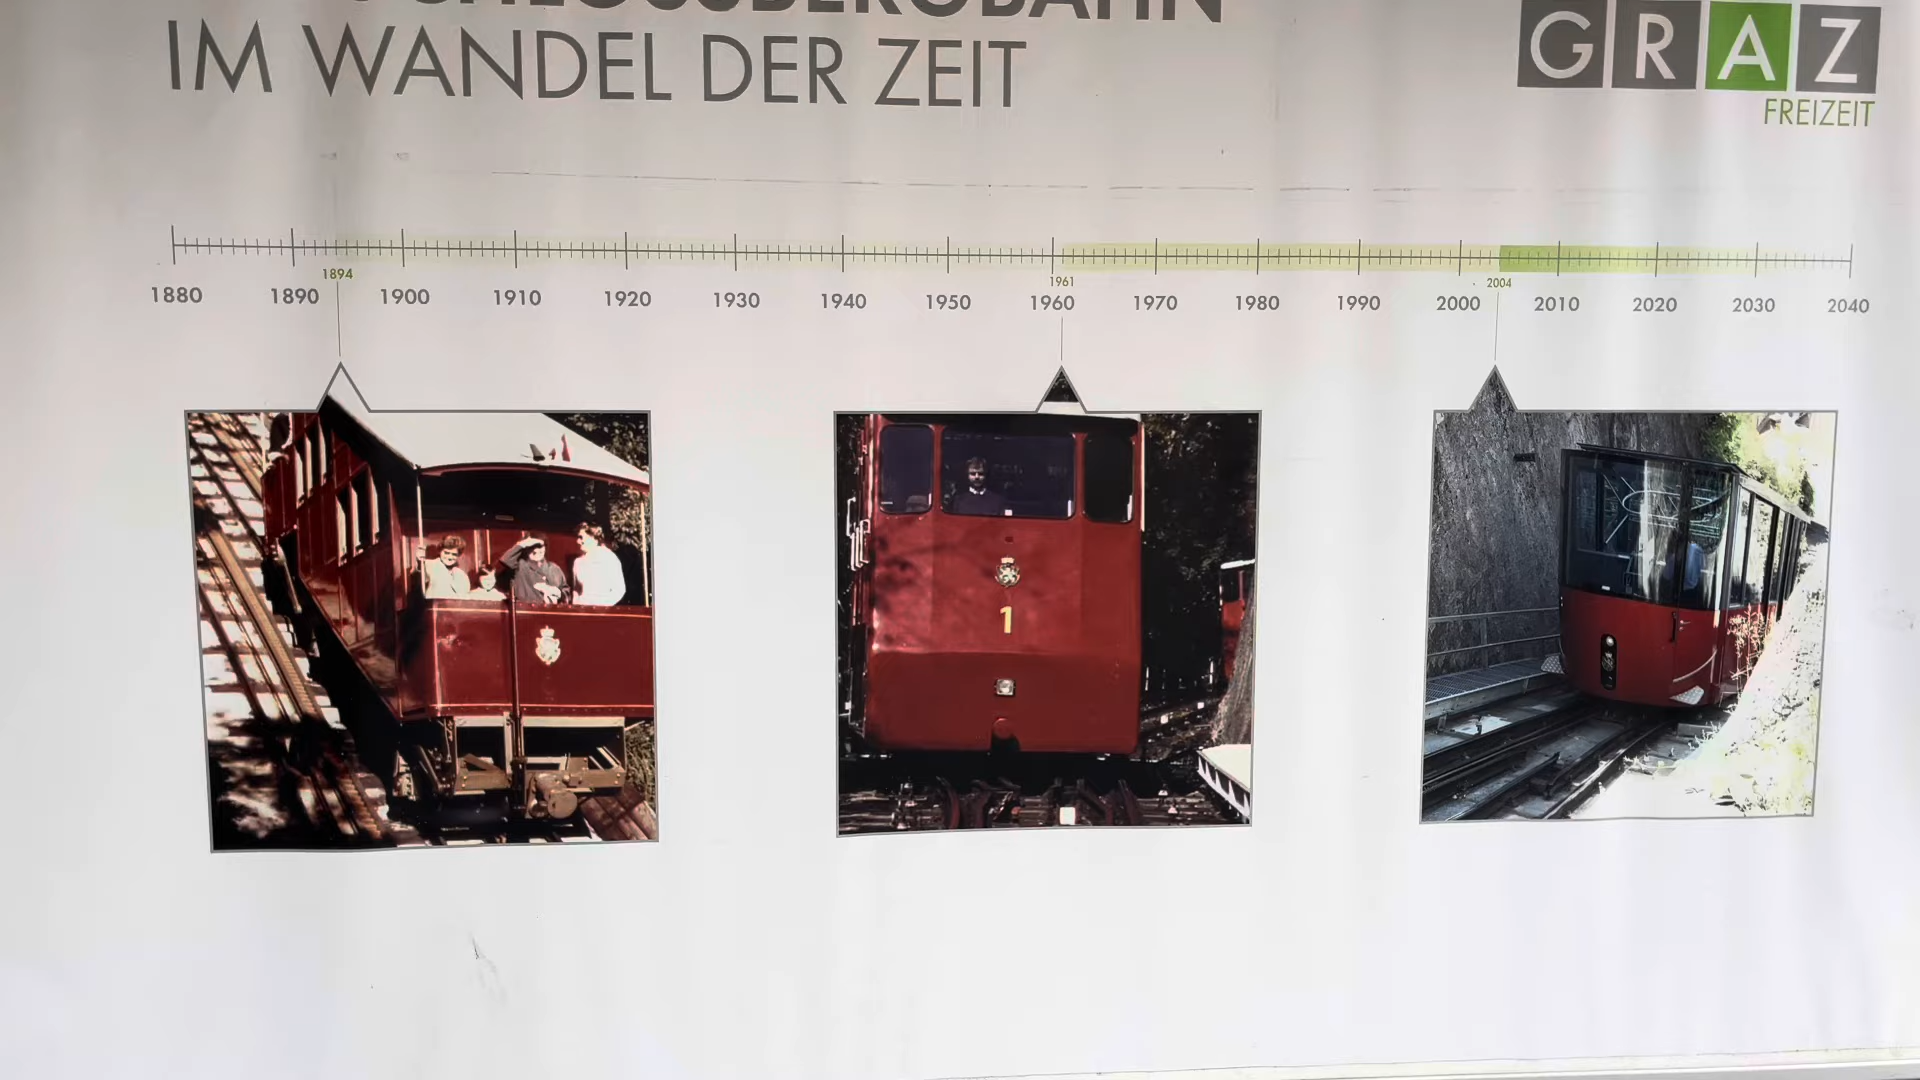 SCHLOSSBERGBAHN
IM WANDEL DER ZEIT
GRAZ
FREIZEIT
1894
1961
2004
1880 1890 1900 1910 1920 1930 1940 1950 1960 1970 1980 1990 2000 2010 2020 2030 2040
1